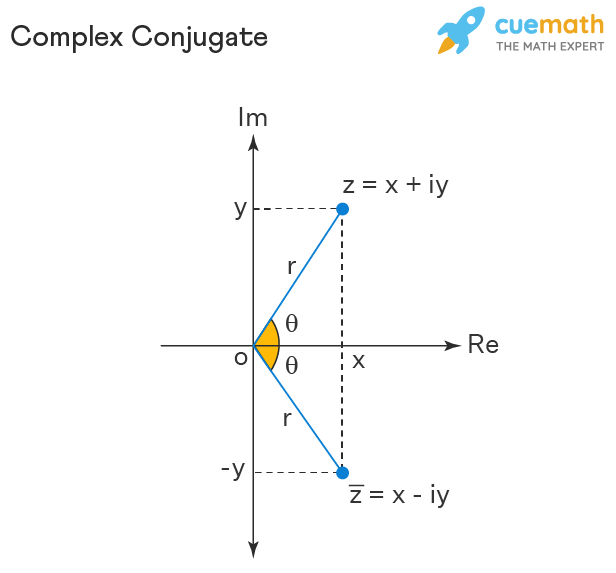 Complex Conjugate
cuemath
THE MATH EXPERT
Im
z = x + iy
y
r
θ
Re
o
x
θ
r
-y
z̅ = x - iy